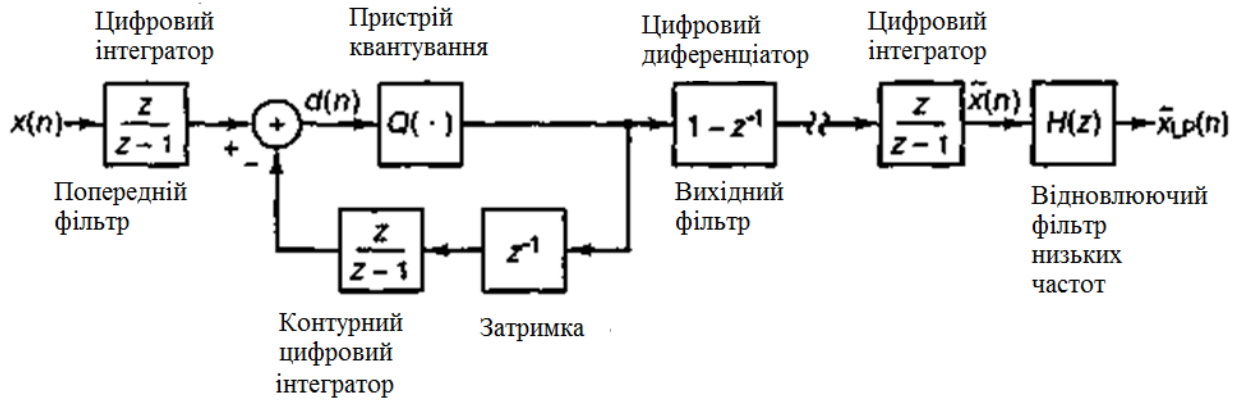 Цифровий
інтегратор
Пристрій
квантування
Цифровий
диференціатор
Цифровий
інтегратор
x(n)
z
z - 1
+
+
-
d(n)
Q( · )
1 - z⁻¹
z
z - 1
x̃(n)
H(z)
x̃LP(n)
Попередній
фільтр
Вихідний
фільтр
Відновлюючий
фільтр
низьких
частот
z
z - 1
z⁻¹
Контурний
цифровий
інтегратор
Затримка